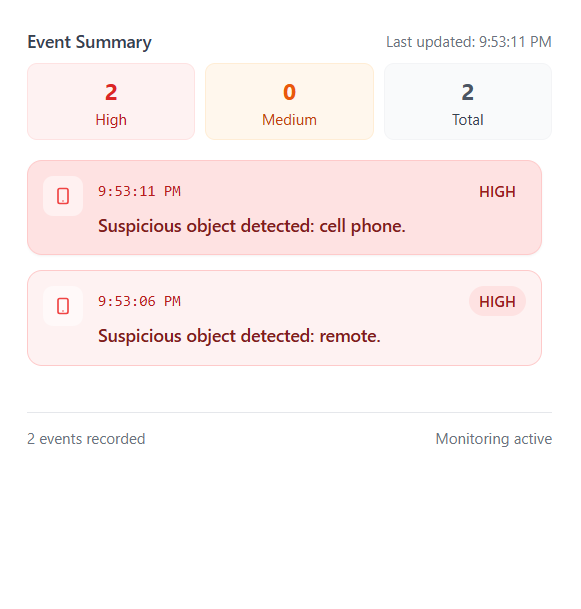 Event Summary
Last updated: 9:53:11 PM
2
High
0
Medium
2
Total
9:53:11 PM
HIGH
Suspicious object detected: cell phone.
9:53:06 PM
HIGH
Suspicious object detected: remote.
2 events recorded
Monitoring active